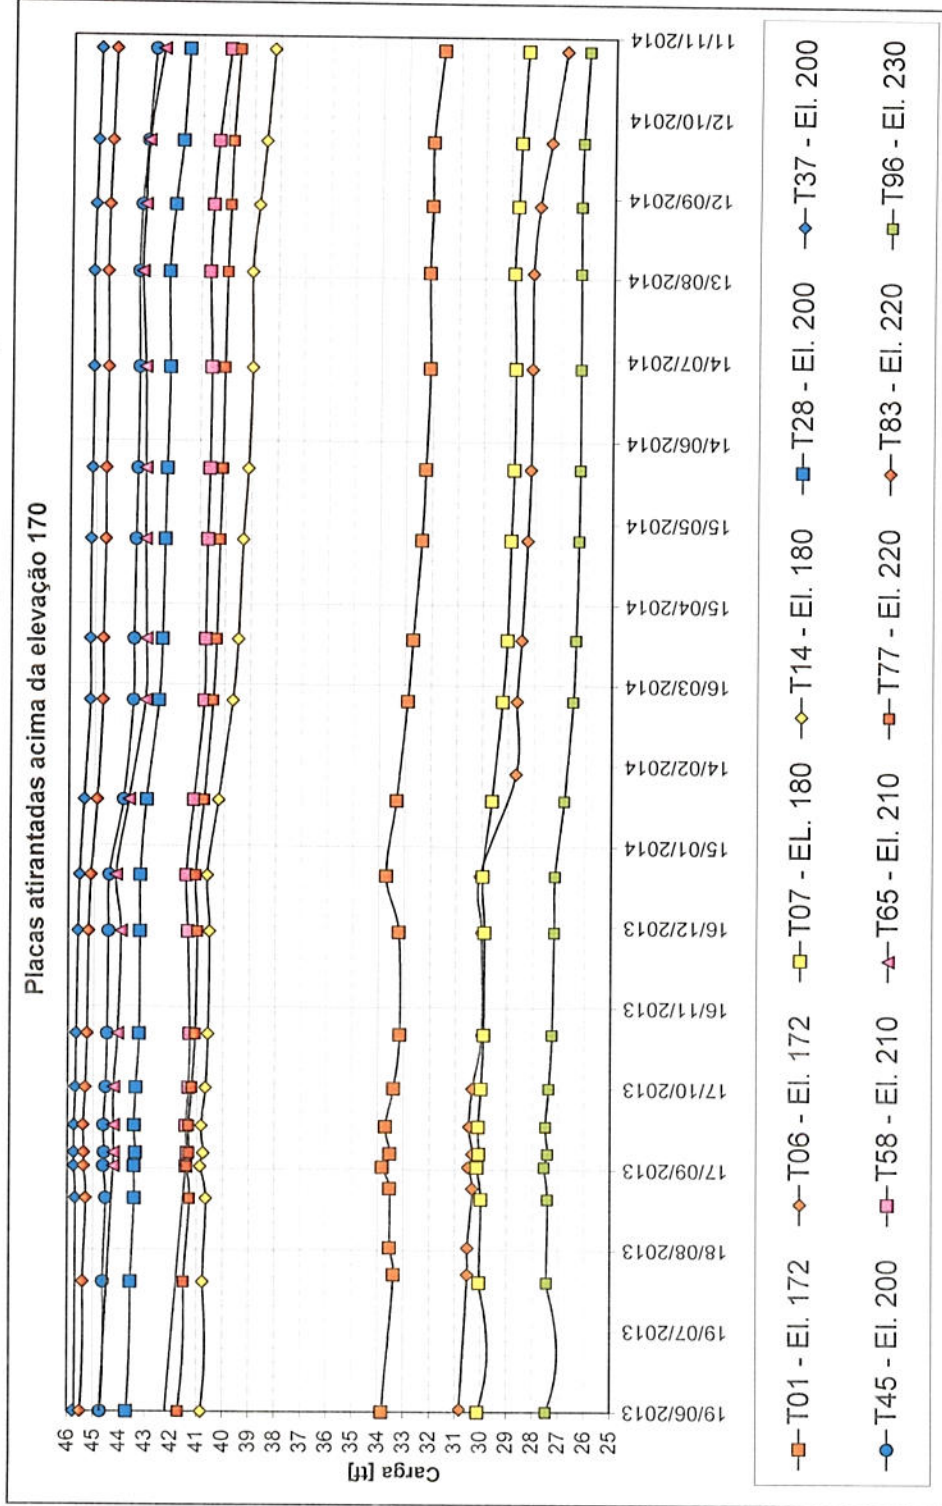 Placas atirantadas acima da elevação 170
Carga [tf]
46
45
44
43
42
41
40
39
38
37
36
35
34
33
32
31
30
29
28
27
26
25
19/06/2013
19/07/2013
18/08/2013
17/09/2013
17/10/2013
16/11/2013
16/12/2013
15/01/2014
14/02/2014
16/03/2014
15/04/2014
15/05/2014
14/06/2014
14/07/2014
13/08/2014
12/09/2014
12/10/2014
11/11/2014
T01 - El. 172
T06 - El. 172
T07 - EL. 180
T14 - El. 180
T28 - El. 200
T37 - El. 200
T45 - El. 200
T58 - El. 210
T65 - El. 210
T77 - El. 220
T83 - El. 220
T96 - El. 230